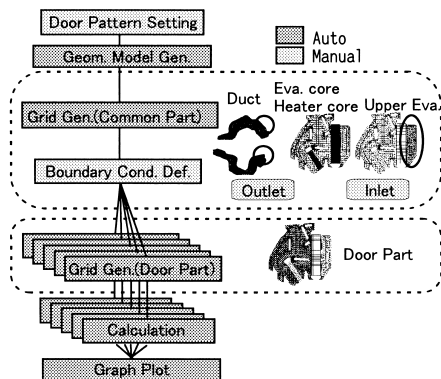 Door Pattern Setting
Auto
Manual
Geom. Model Gen.
Grid Gen.(Common Part)
Duct
Eva. core
Heater core
Upper Eva.
Boundary Cond. Def.
Outlet
Inlet
Grid Gen.(Door Part)
Door Part
Calculation
Graph Plot